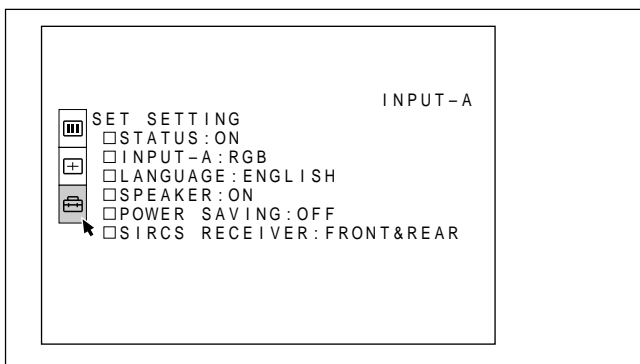 INPUT–A
SET SETTING
□STATUS:ON
□INPUT–A:RGB
□LANGUAGE:ENGLISH
□SPEAKER:ON
□POWER SAVING:OFF
□SIRCS RECEIVER:FRONT&REAR